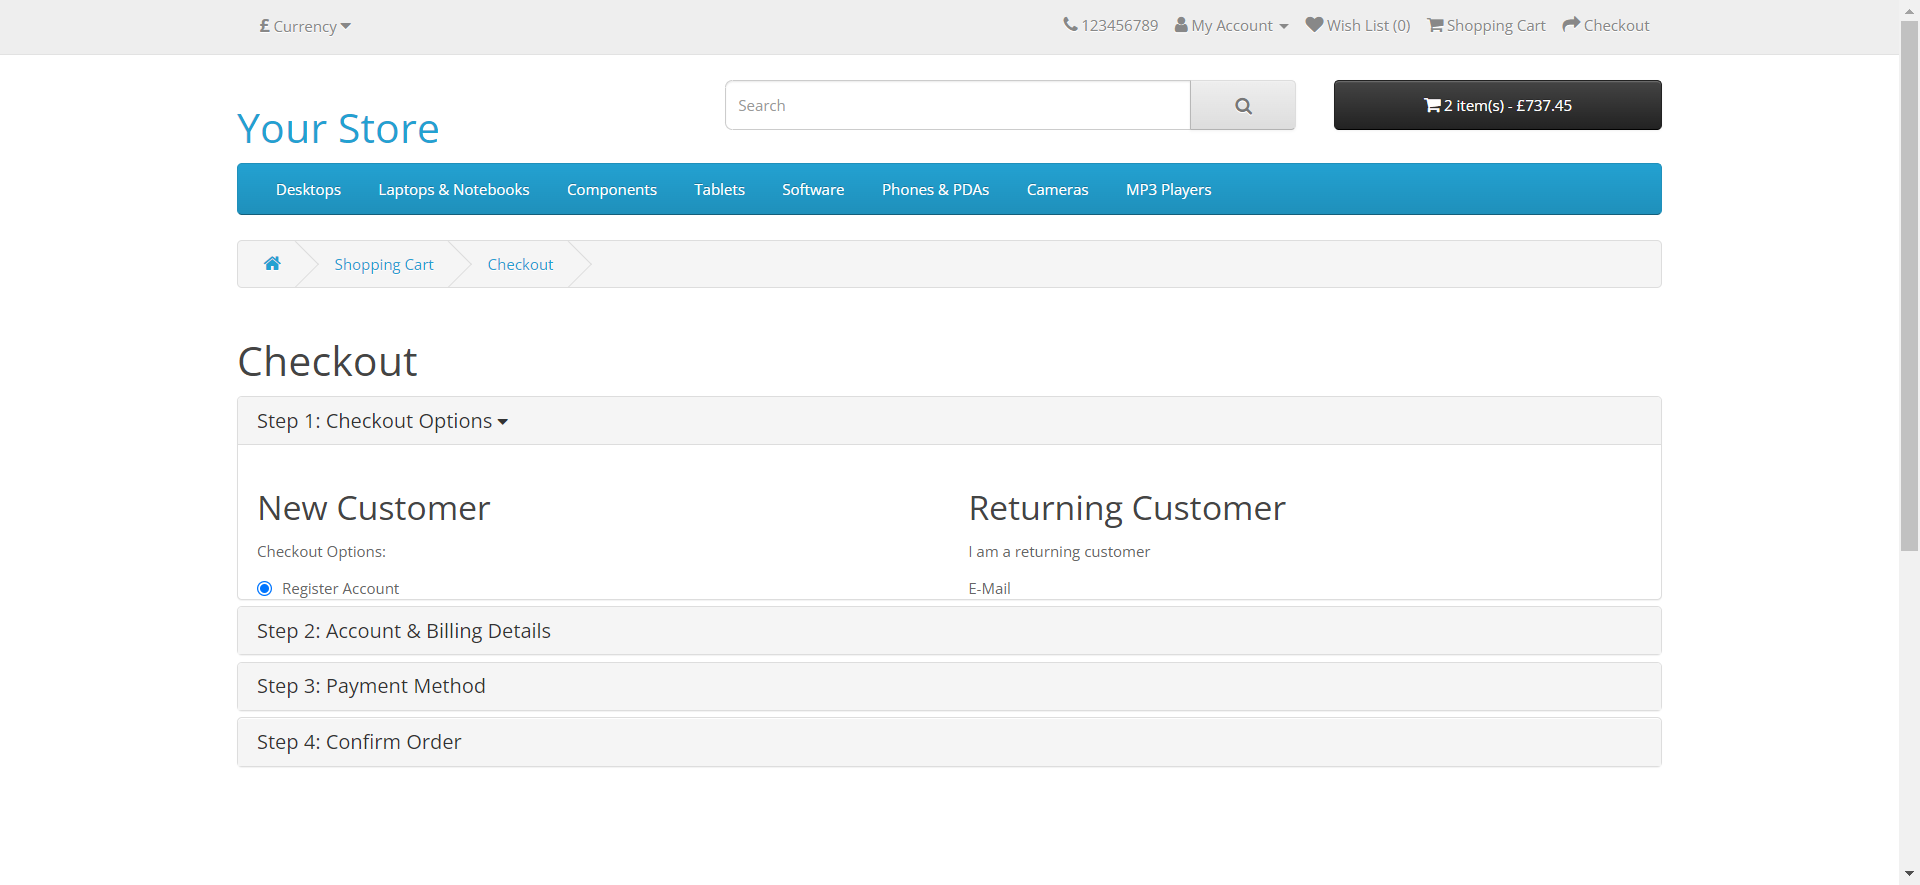 £ Currency
123456789 My Account Wish List (0) Shopping Cart Checkout
Your Store
Search
2 item(s) - £737.45
Desktops Laptops & Notebooks Components Tablets Software Phones & PDAs Cameras MP3 Players
Shopping Cart Checkout
Checkout
Step 1: Checkout Options
New Customer
Checkout Options:
Register Account
Returning Customer
I am a returning customer
E-Mail
Step 2: Account & Billing Details
Step 3: Payment Method
Step 4: Confirm Order